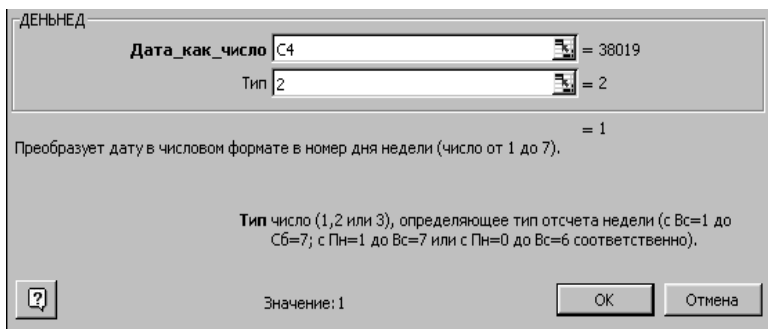 ДЕНЬНЕД
Дата_как_число C4 = 38019
Тип 2 = 2
= 1
Преобразует дату в числовом формате в номер дня недели (число от 1 до 7).
Тип число (1,2 или 3), определяющее тип отсчета недели (с Вс=1 до
Сб=7; с Пн=1 до Вс=7 или с Пн=0 до Вс=6 соответственно).
? Значение:1 ОК Отмена